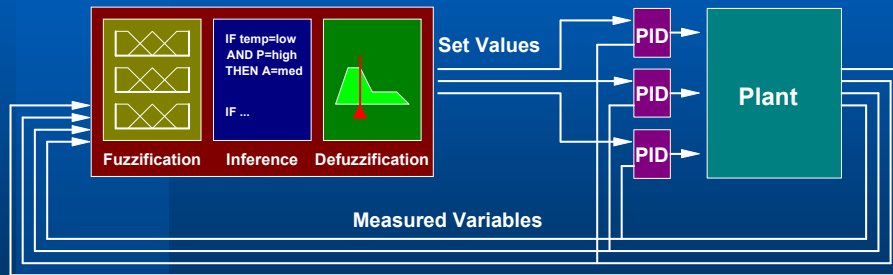 IF temp=low
AND P=high
THEN A=med
IF ...
Fuzzification
Inference
Defuzzification
Set Values
PID
PID
PID
Plant
Measured Variables